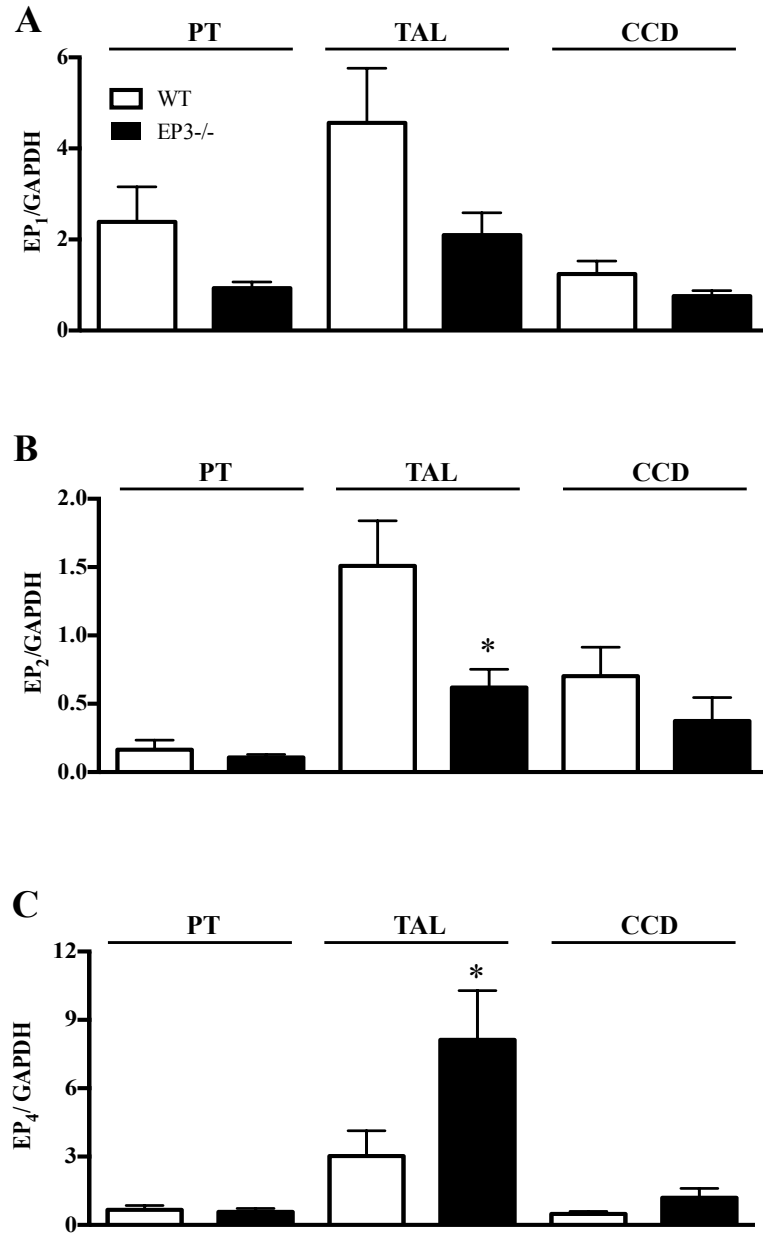 A
PT TAL CCD
6
WT
EP3-/-
4
EP1/GAPDH
2
0
B
PT TAL CCD
2.0
1.5
*
1.0
EP2/GAPDH
0.5
0.0
C
PT TAL CCD
12
*
9
6
EP4/ GAPDH
3
0